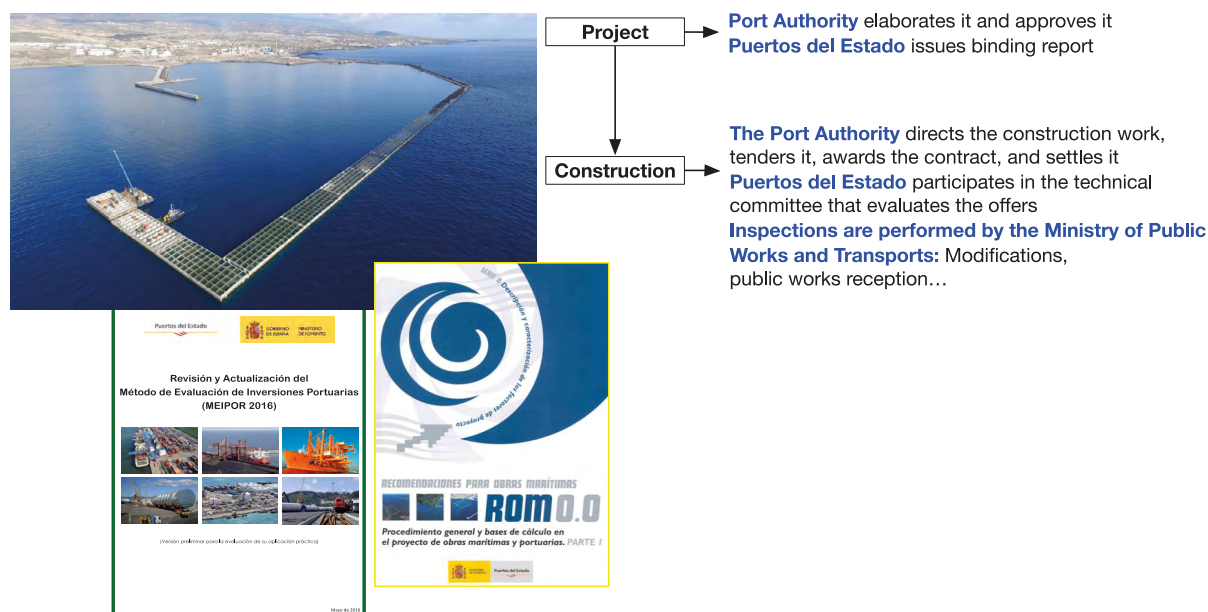 Project
Port Authority elaborates it and approves it
Puertos del Estado issues binding report
Construction
The Port Authority directs the construction work,
tenders it, awards the contract, and settles it
Puertos del Estado participates in the technical
committee that evaluates the offers
Inspections are performed by the Ministry of Public
Works and Transports: Modifications,
public works reception…
Puertos del Estado
GOBIERNO
DE ESPAÑA
MINISTERIO
DE FOMENTO
Revisión y Actualización del
Método de Evaluación de Inversiones Portuarias
(MEIPOR 2016)
(Versión preliminar para la evaluación de su aplicación práctica)
Mayo de 2016
Descripción y caracterización de los factores de proyecto
RECOMENDACIONES PARA OBRAS MARÍTIMAS
ROM 0.0
Procedimiento general y bases de cálculo en
el proyecto de obras marítimas y portuarias. PARTE I
MINISTERIO
DE FOMENTO
Puertos del Estado